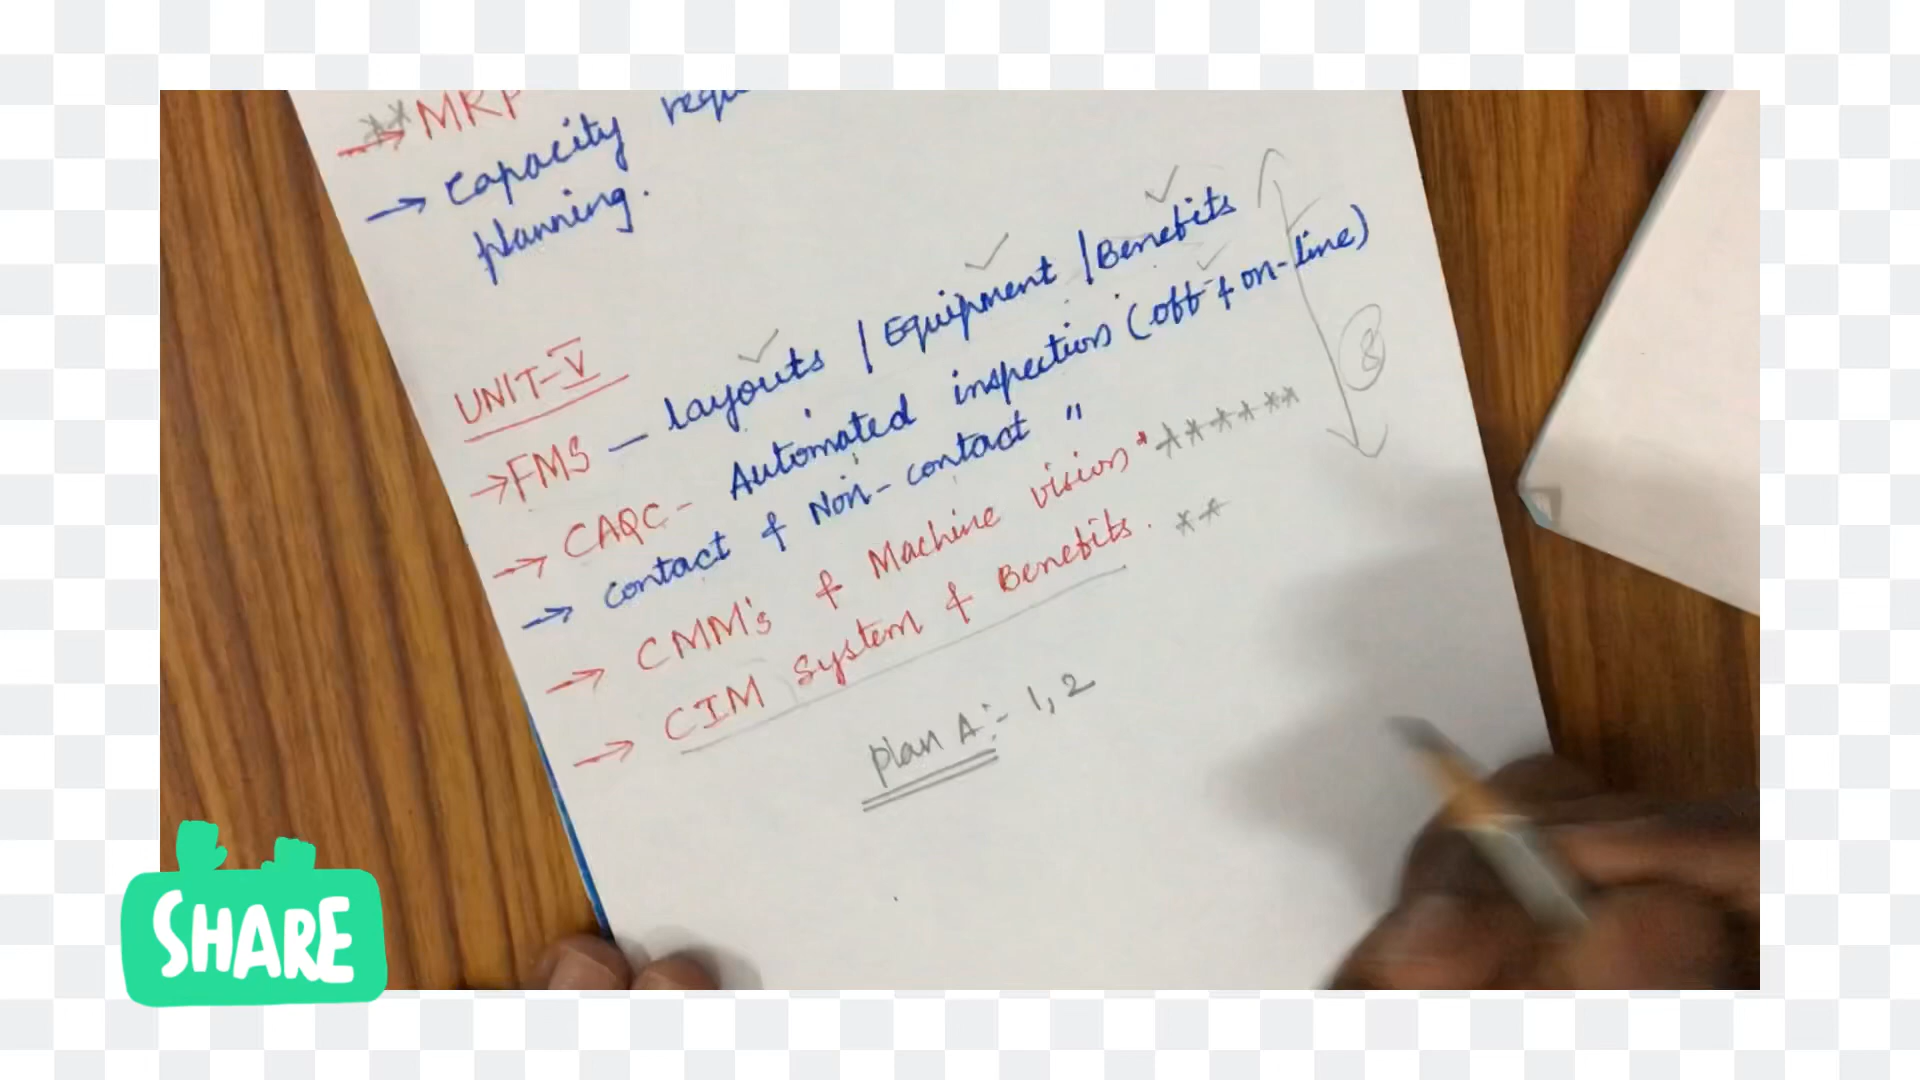 ** → MRP
→ Capacity
planning.
UNIT-V
→ FMS — layouts / Equipment / Benefits
→ CAQC - Automated inspection (off & on-line)
→ contact & Non-contact "
→ CMM's & Machine vision * ******
→ CIM System & Benefits. **
8
Plan A:- 1, 2
SHARE